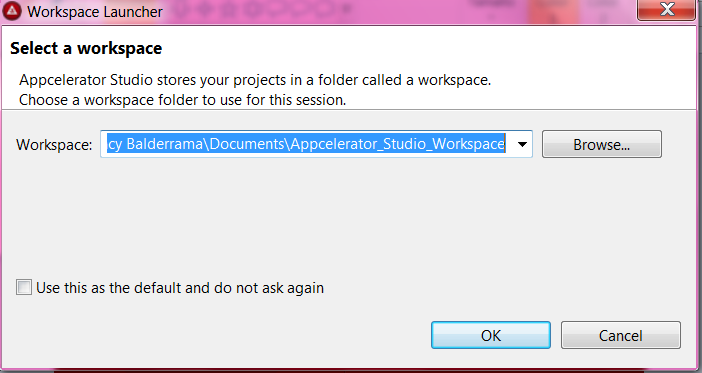 Workspace Launcher
Select a workspace
Appcelerator Studio stores your projects in a folder called a workspace.
Choose a workspace folder to use for this session.
Workspace: cy Balderrama\Documents\Appcelerator_Studio_Workspace Browse...
Use this as the default and do not ask again
OK Cancel